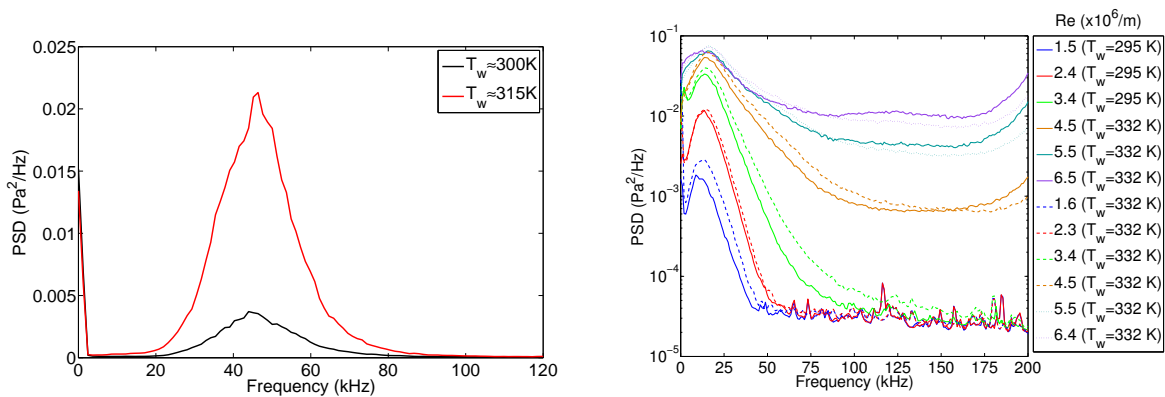 0.025
0.02
0.015
0.01
0.005
0
0 20 40 60 80 100 120
PSD (Pa²/Hz)
Frequency (kHz)
T_w≈300K
T_w≈315K
10⁻¹
10⁻²
10⁻³
10⁻⁴
10⁻⁵
0 25 50 75 100 125 150 175 200
PSD (Pa²/Hz)
Frequency (kHz)
Re (x10⁶/m)
1.5 (T_w=295 K)
2.4 (T_w=295 K)
3.4 (T_w=295 K)
4.5 (T_w=332 K)
5.5 (T_w=332 K)
6.5 (T_w=332 K)
1.6 (T_w=332 K)
2.3 (T_w=332 K)
3.4 (T_w=332 K)
4.5 (T_w=332 K)
5.5 (T_w=332 K)
6.4 (T_w=332 K)